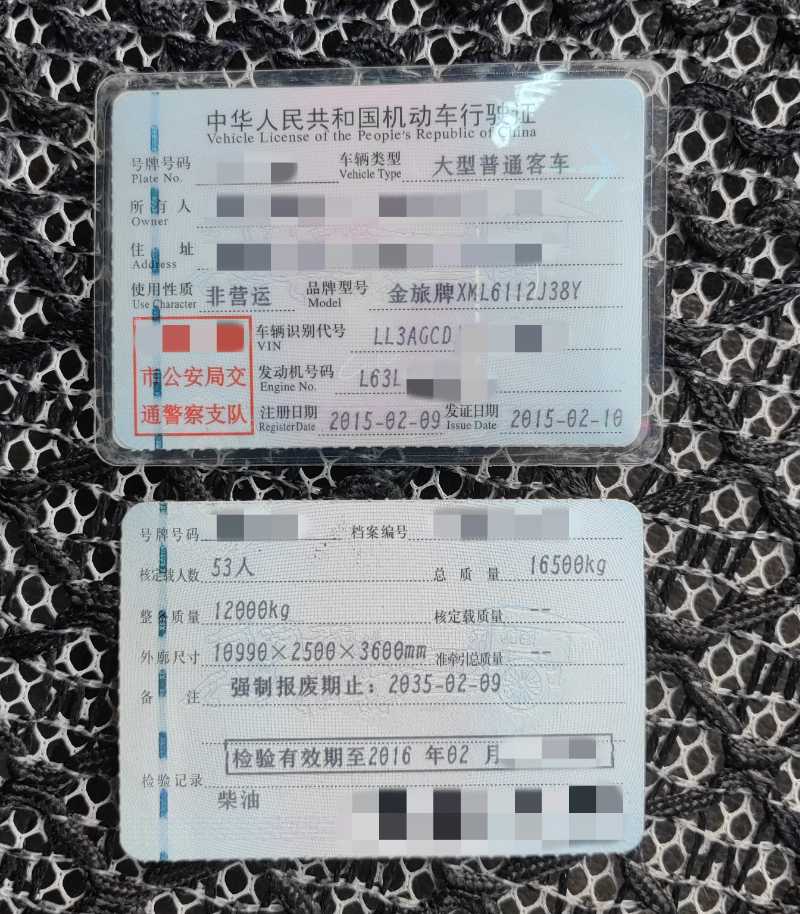 中华人民共和国机动车行驶证
Vehicle License of the People's Republic of China
号牌号码 车辆类型 大型普通客车
Plate No. Vehicle Type
所有人
Owner
住址
Address
使用性质 非营运 品牌型号 金旅牌XML6112J38Y
Use Character Model
车辆识别代号 LL3AGCD
VIN
市公安局交
通警察支队
发动机号码 L63L
Engine No.
注册日期 2015-02-09 发证日期 2015-02-10
Register Date Issue Date
号牌号码 档案编号
核定载人数 53人 总质量 16500kg
整备质量 12000kg 核定载质量 --
外廓尺寸 10990×2500×3600mm 准牵引总质量 --
备注 强制报废期止：2035-02-09
检验有效期至2016 年02 月
检验记录
柴油